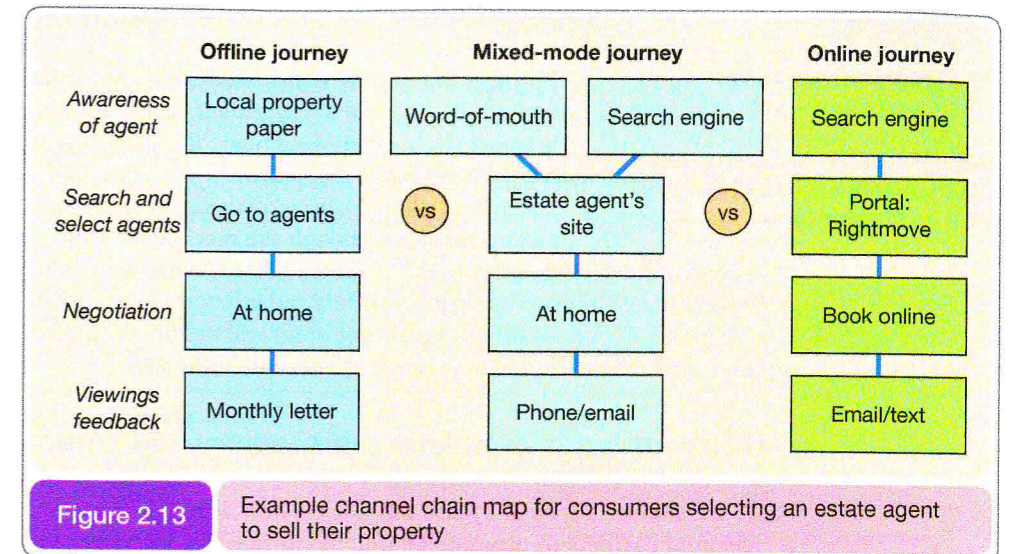 Offline journey
Mixed-mode journey
Online journey
Awareness
of agent
Local property
paper
Word-of-mouth
Search engine
Search engine
Search and
select agents
Go to agents
vs
Estate agent's
site
vs
Portal:
Rightmove
Negotiation
At home
At home
Book online
Viewings
feedback
Monthly letter
Phone/email
Email/text
Figure 2.13
Example channel chain map for consumers selecting an estate agent
to sell their property